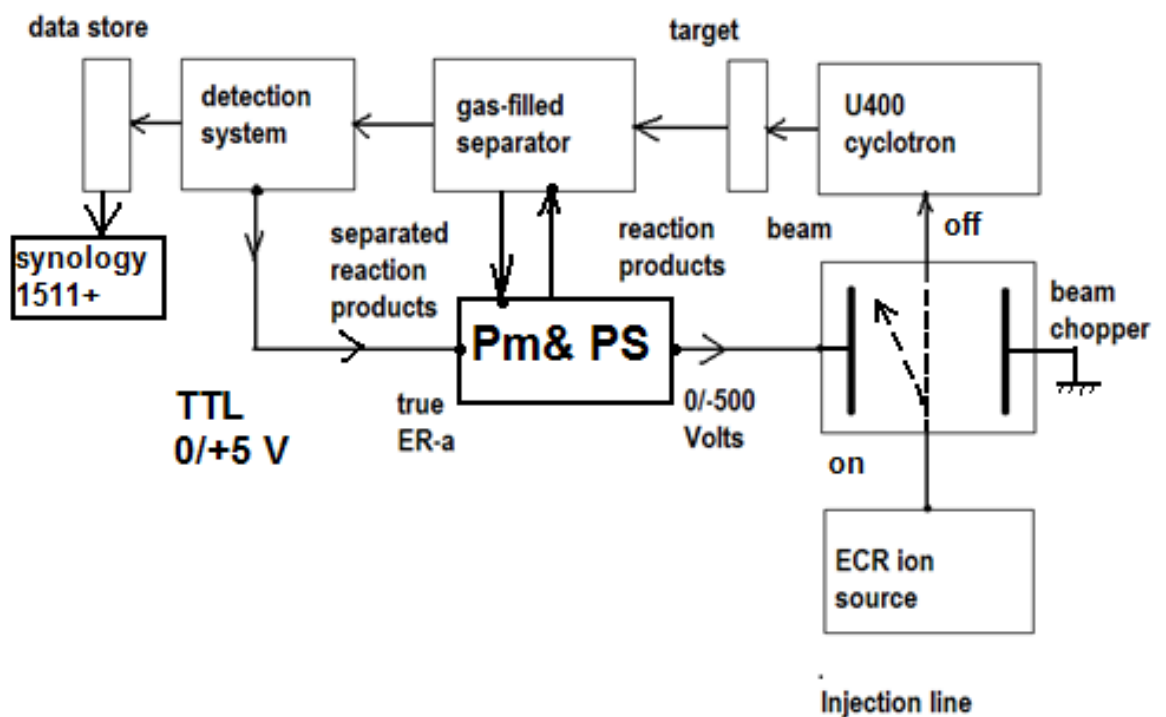 data store
target
detection
system
gas-filled
separator
U400
cyclotron
synology
1511+
separated
reaction
products
reaction
products
beam
off
beam
chopper
Pm& PS
TTL
0/+5 V
true
ER-a
0/-500
Volts
on
ECR ion
source
Injection line